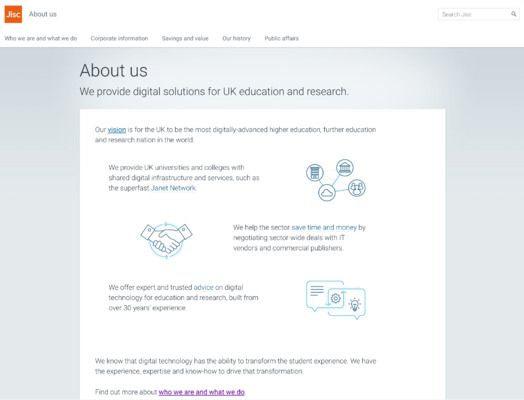 Jisc About us
Search Jisc
Who we are and what we do Corporate information Savings and value Our history Public affairs
About us
We provide digital solutions for UK education and research.
Our vision is for the UK to be the most digitally-advanced higher education, further education
and research nation in the world.
We provide UK universities and colleges with
shared digital infrastructure and services, such as
the superfast Janet Network.
We help the sector save time and money by
negotiating sector-wide deals with IT
vendors and commercial publishers.
We offer expert and trusted advice on digital
technology for education and research, built from
over 30 years' experience
We know that digital technology has the ability to transform the student experience. We have
the experience, expertise and know-how to drive that transformation.
Find out more about who we are and what we do.